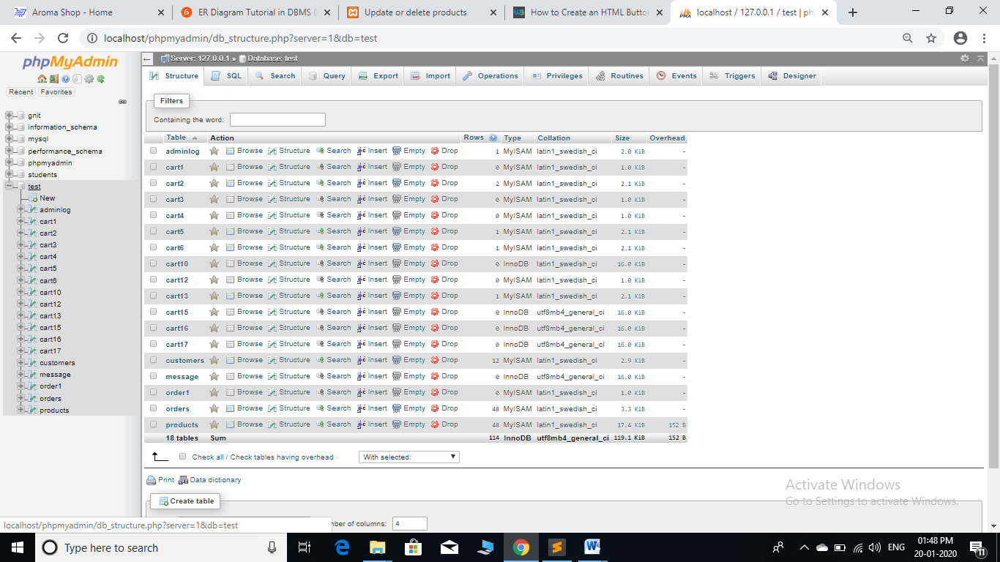 Aroma Shop - Home
ER Diagram Tutorial in DBMS (
Update or delete products
How to Create an HTML Button
localhost / 127.0.0.1 / test | ph
localhost/phpmyadmin/db_structure.php?server=1&db=test
phpMyAdmin
Recent Favorites
gnit
information_schema
mysql
performance_schema
phpmyadmin
students
test
New
adminlog
cart1
cart2
cart3
cart4
cart5
cart6
cart10
cart12
cart13
cart15
cart16
cart17
customers
message
order1
orders
products
Server: 127.0.0.1 » Database: test
Structure SQL Search Query Export Import Operations Privileges Routines Events Triggers Designer
Filters
Containing the word:
Table Action Rows Type Collation Size Overhead
adminlog Browse Structure Search Insert Empty Drop 1 MyISAM latin1_swedish_ci 2.0 KiB -
cart1 Browse Structure Search Insert Empty Drop 0 MyISAM latin1_swedish_ci 1.0 KiB -
cart2 Browse Structure Search Insert Empty Drop 2 MyISAM latin1_swedish_ci 2.1 KiB -
cart3 Browse Structure Search Insert Empty Drop 0 MyISAM latin1_swedish_ci 1.0 KiB -
cart4 Browse Structure Search Insert Empty Drop 0 MyISAM latin1_swedish_ci 1.0 KiB -
cart5 Browse Structure Search Insert Empty Drop 1 MyISAM latin1_swedish_ci 2.1 KiB -
cart6 Browse Structure Search Insert Empty Drop 1 MyISAM latin1_swedish_ci 2.1 KiB -
cart10 Browse Structure Search Insert Empty Drop 0 InnoDB latin1_swedish_ci 16.0 KiB -
cart12 Browse Structure Search Insert Empty Drop 0 MyISAM latin1_swedish_ci 1.0 KiB -
cart13 Browse Structure Search Insert Empty Drop 1 MyISAM latin1_swedish_ci 2.1 KiB -
cart15 Browse Structure Search Insert Empty Drop 0 InnoDB utf8mb4_general_ci 16.0 KiB -
cart16 Browse Structure Search Insert Empty Drop 0 InnoDB utf8mb4_general_ci 16.0 KiB -
cart17 Browse Structure Search Insert Empty Drop 0 InnoDB utf8mb4_general_ci 16.0 KiB -
customers Browse Structure Search Insert Empty Drop 12 MyISAM latin1_swedish_ci 2.9 KiB -
message Browse Structure Search Insert Empty Drop 0 InnoDB utf8mb4_general_ci 16.0 KiB -
order1 Browse Structure Search Insert Empty Drop 0 MyISAM latin1_swedish_ci 1.0 KiB -
orders Browse Structure Search Insert Empty Drop 48 MyISAM latin1_swedish_ci 3.3 KiB -
products Browse Structure Search Insert Empty Drop 48 MyISAM latin1_swedish_ci 17.4 KiB 152 B
18 tables Sum 114 InnoDB utf8mb4_general_ci 119.1 KiB 152 B
Check all / Check tables having overhead With selected:
Print Data dictionary
Create table
ber of columns: 4
Activate Windows
Go to Settings to activate Windows.
localhost/phpmyadmin/db_structure.php?server=1&db=test
Type here to search
ENG
01:48 PM
20-01-2020
11